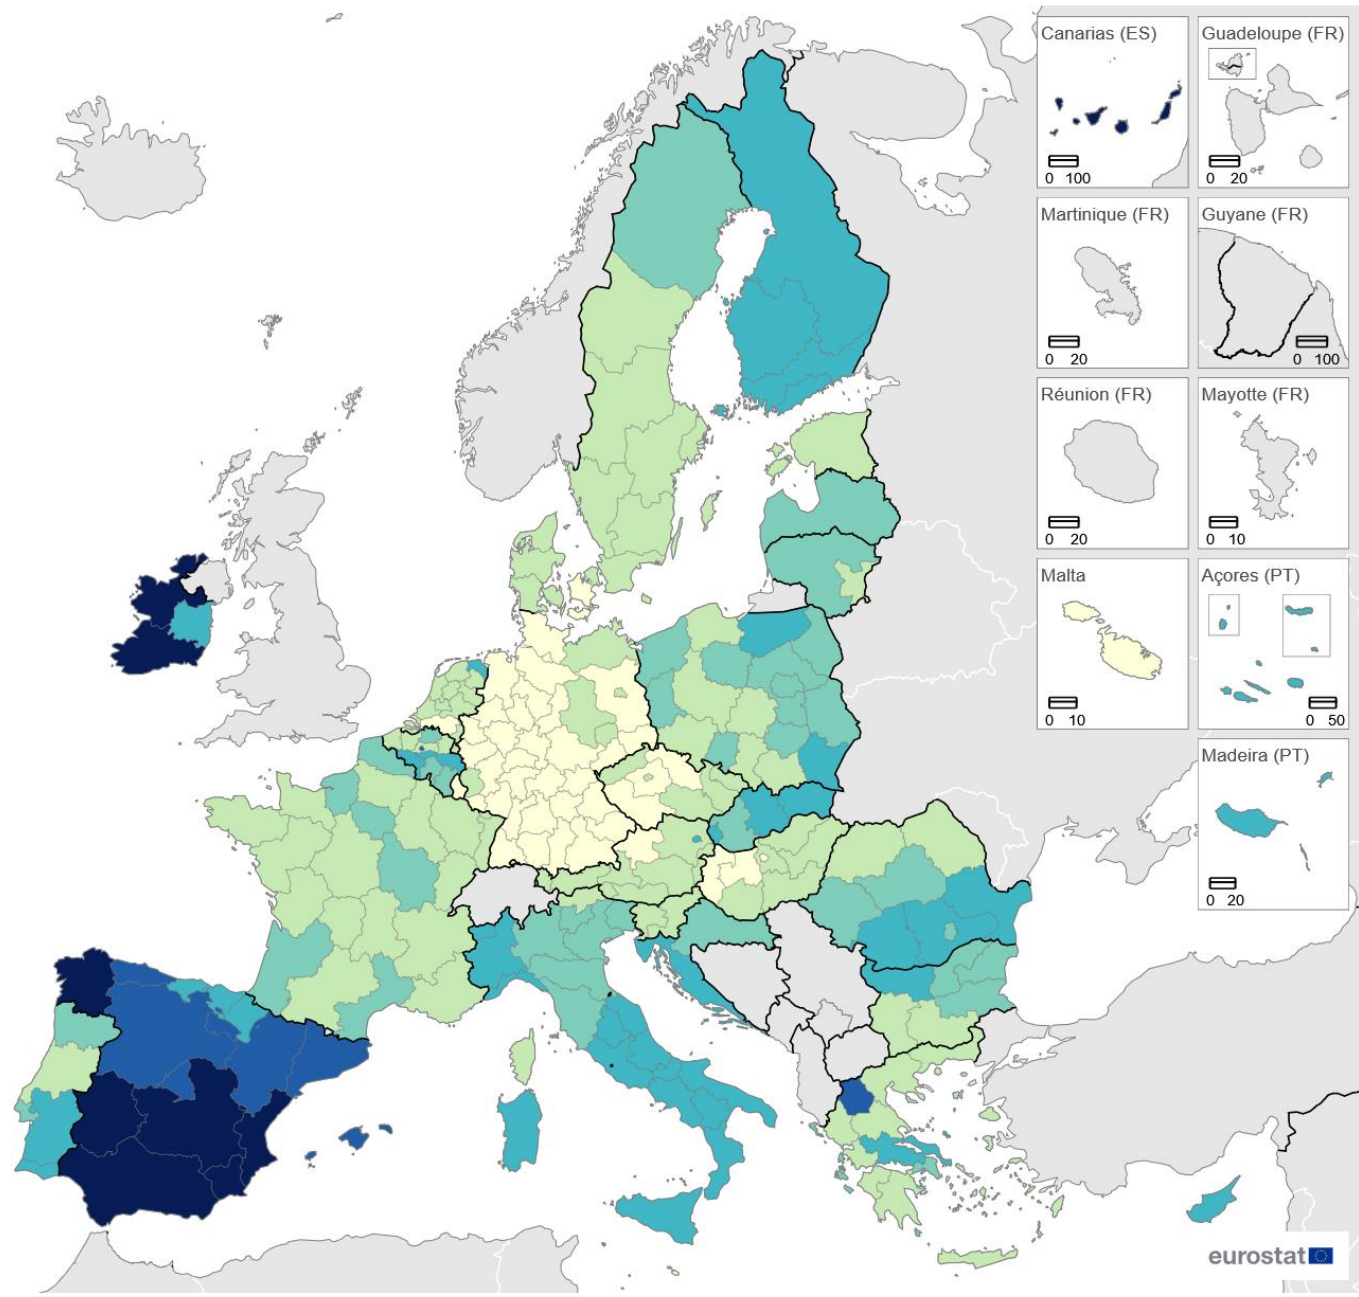 Canarias (ES)
0 100
Guadeloupe (FR)
0 20
Martinique (FR)
0 20
Guyane (FR)
0 100
Réunion (FR)
0 20
Mayotte (FR)
0 10
Malta
0 10
Açores (PT)
0 50
Madeira (PT)
0 20
eurostat